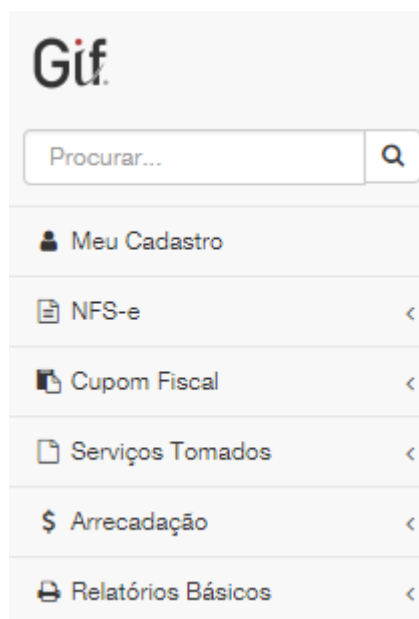 Gif
Procurar...
Meu Cadastro
NFS-e
Cupom Fiscal
Serviços Tomados
$ Arrecadação
Relatórios Básicos